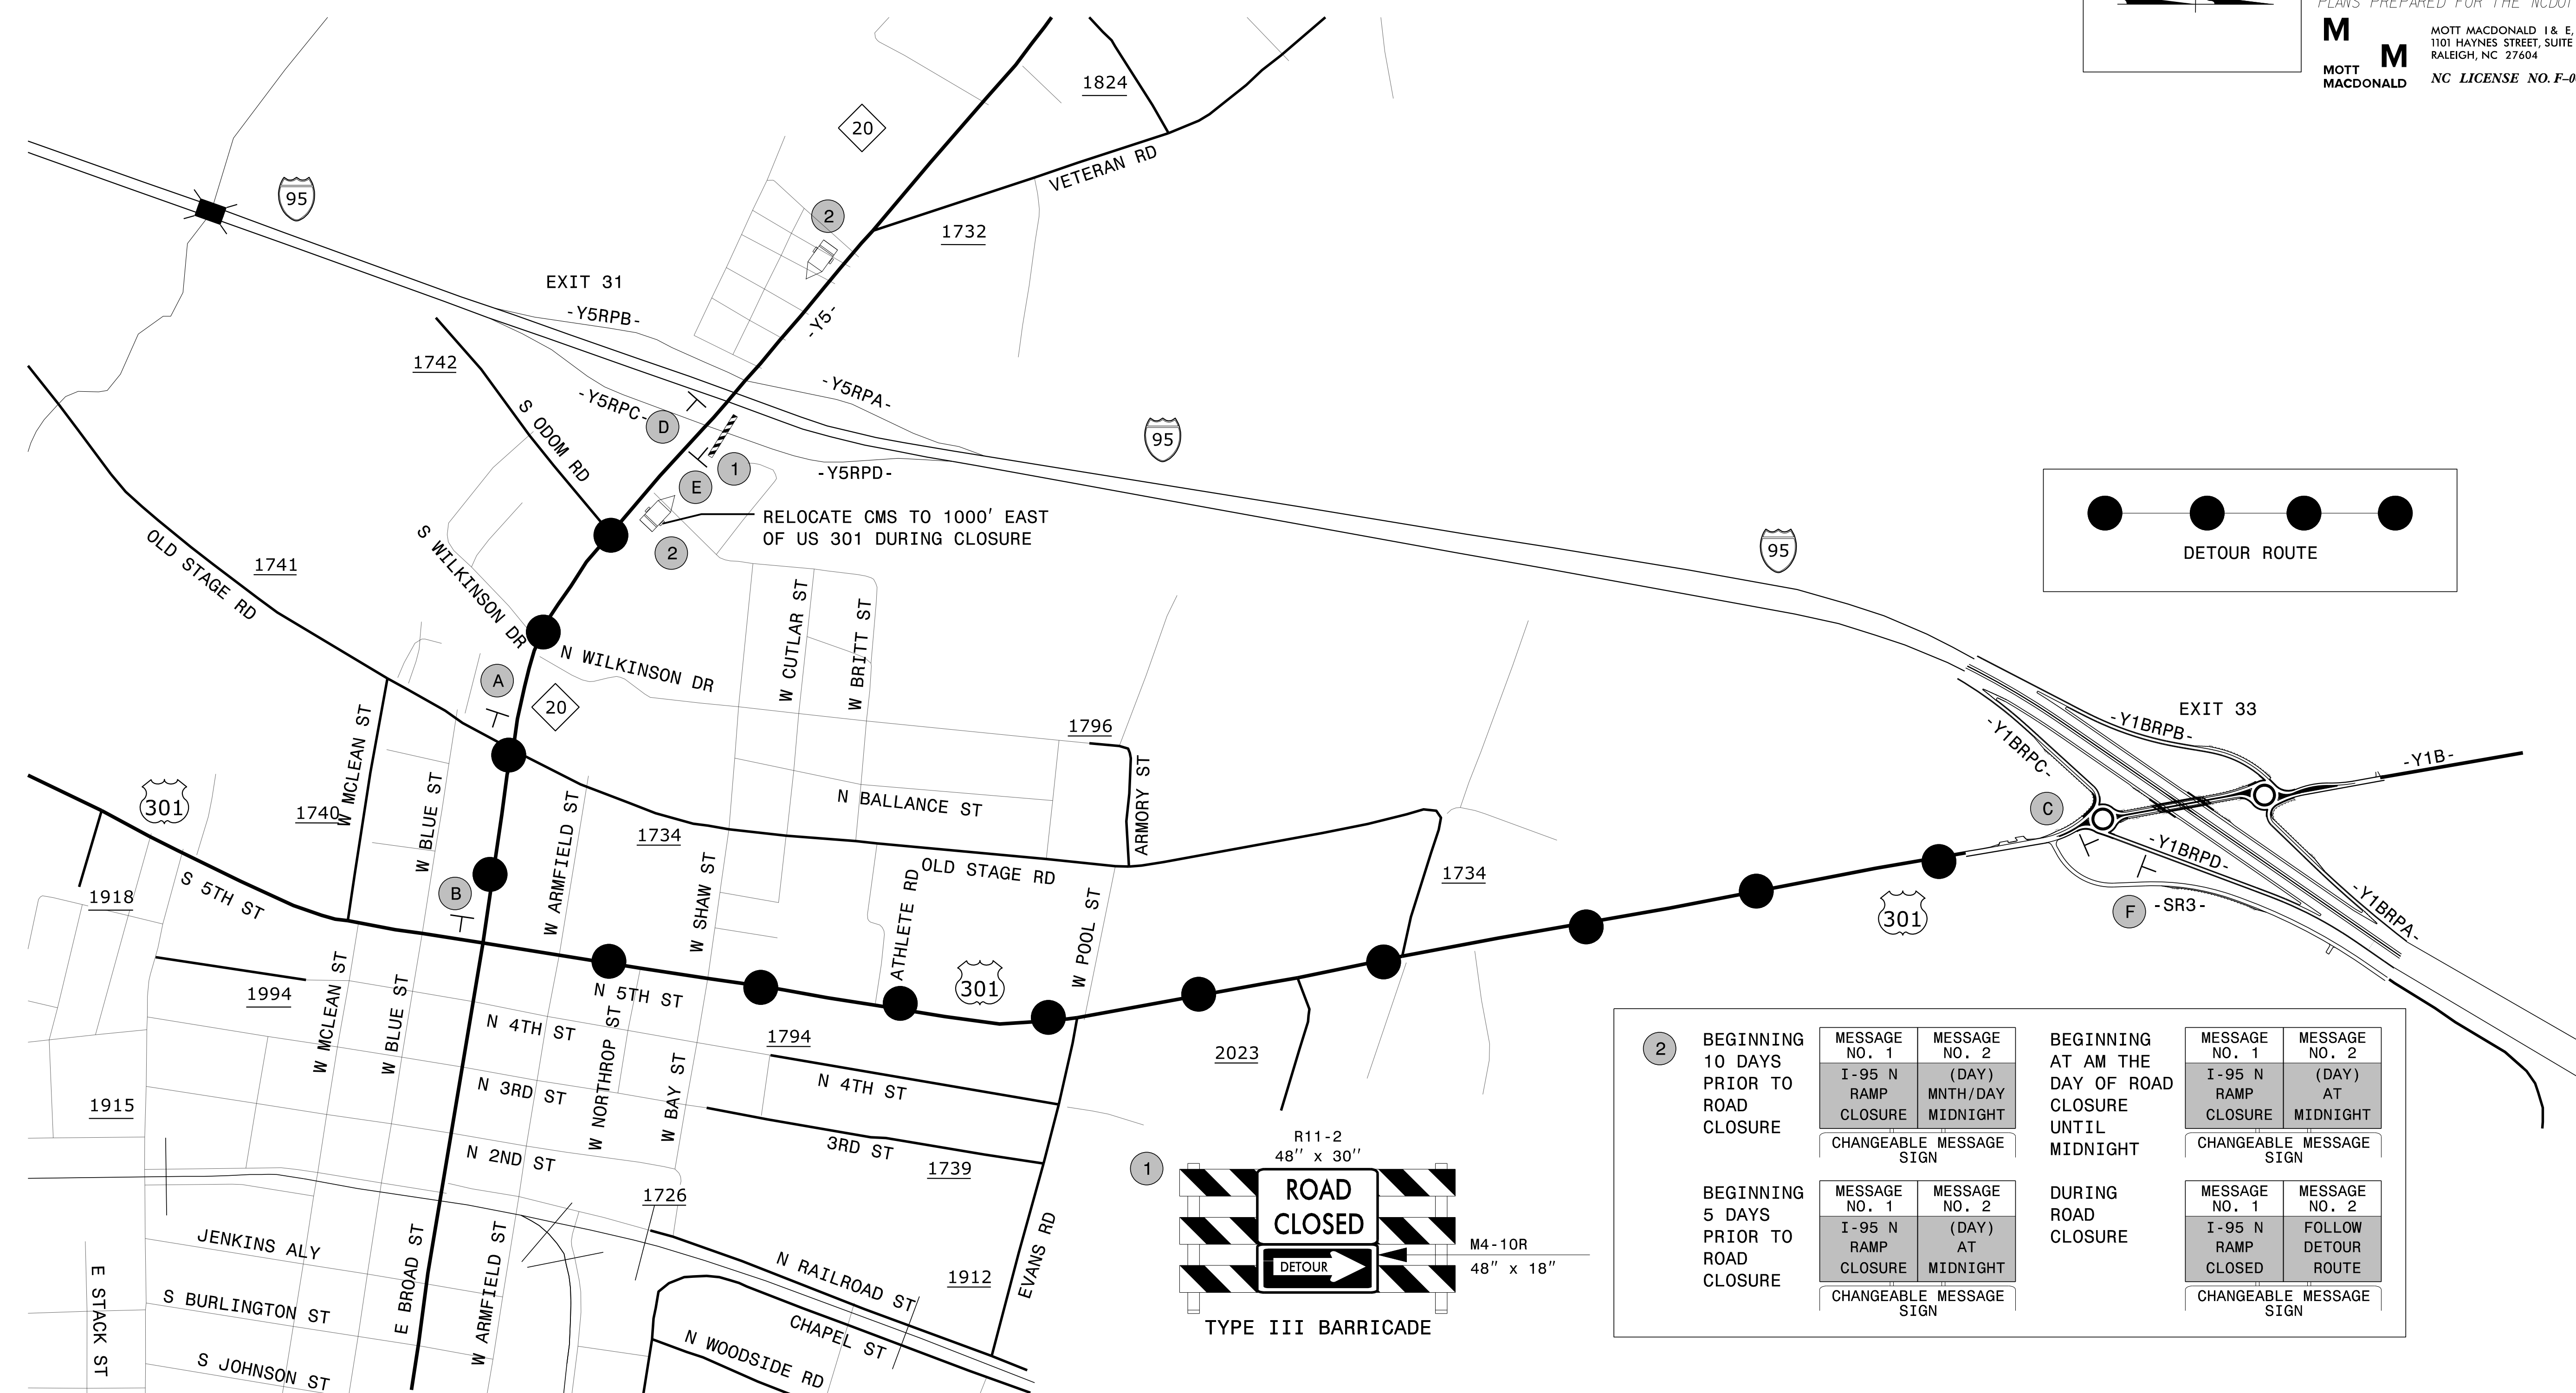 PLANS PREPARED FOR THE NCDOT
M
M
MOTT
MACDONALD
MOTT MACDONALD I & E,
1101 HAYNES STREET, SUITE
RALEIGH, NC 27604
NC LICENSE NO. F–0
1824
20
VETERAN RD
95
2
1732
EXIT 31
-Y5RPB-
-Y5-
1742
-Y5RPA-
-Y5RPC-
S ODOM RD
D
95
1
-Y5RPD-
E
RELOCATE CMS TO 1000' EAST
OF US 301 DURING CLOSURE
2
DETOUR ROUTE
95
OLD STAGE RD
1741
S WILKINSON DR
W CUTLAR ST
W BRITT ST
N WILKINSON DR
A
20
1796
EXIT 33
-Y1BRPB-
-Y1BRPC-
-Y1B-
W MCLEAN ST
301
1740
W BLUE ST
W ARMFIELD ST
1734
N BALLANCE ST
ARMORY ST
C
-Y1BRPD-
OLD STAGE RD
1734
-Y1BRPA-
1918
S 5TH ST
B
W SHAW ST
ATHLETE RD
W POOL ST
301
-SR3-
F
1994
W MCLEAN ST
W BLUE ST
N 5TH ST
301
N 4TH ST
W NORTHROP ST
1794
2023
W BAY ST
N 4TH ST
N 3RD ST
1915
3RD ST
1739
N 2ND ST
1726
JENKINS ALY
N RAILROAD ST
1912
EVANS RD
E STACK ST
S BURLINGTON ST
E BROAD ST
W ARMFIELD ST
CHAPEL ST
N WOODSIDE RD
S JOHNSON ST
1
R11-2
48" x 30"
ROAD
CLOSED
DETOUR
M4-10R
48" x 18"
TYPE III BARRICADE
2
BEGINNING
10 DAYS
PRIOR TO
ROAD
CLOSURE
MESSAGE
NO. 1
MESSAGE
NO. 2
I-95 N
RAMP
CLOSURE
(DAY)
MNTH/DAY
MIDNIGHT
CHANGEABLE MESSAGE
SIGN
BEGINNING
AT AM THE
DAY OF ROAD
CLOSURE
UNTIL
MIDNIGHT
MESSAGE
NO. 1
MESSAGE
NO. 2
I-95 N
RAMP
CLOSURE
(DAY)
AT
MIDNIGHT
CHANGEABLE MESSAGE
SIGN
BEGINNING
5 DAYS
PRIOR TO
ROAD
CLOSURE
MESSAGE
NO. 1
MESSAGE
NO. 2
I-95 N
RAMP
CLOSURE
(DAY)
AT
MIDNIGHT
CHANGEABLE MESSAGE
SIGN
DURING
ROAD
CLOSURE
MESSAGE
NO. 1
MESSAGE
NO. 2
I-95 N
RAMP
CLOSED
FOLLOW
DETOUR
ROUTE
CHANGEABLE MESSAGE
SIGN